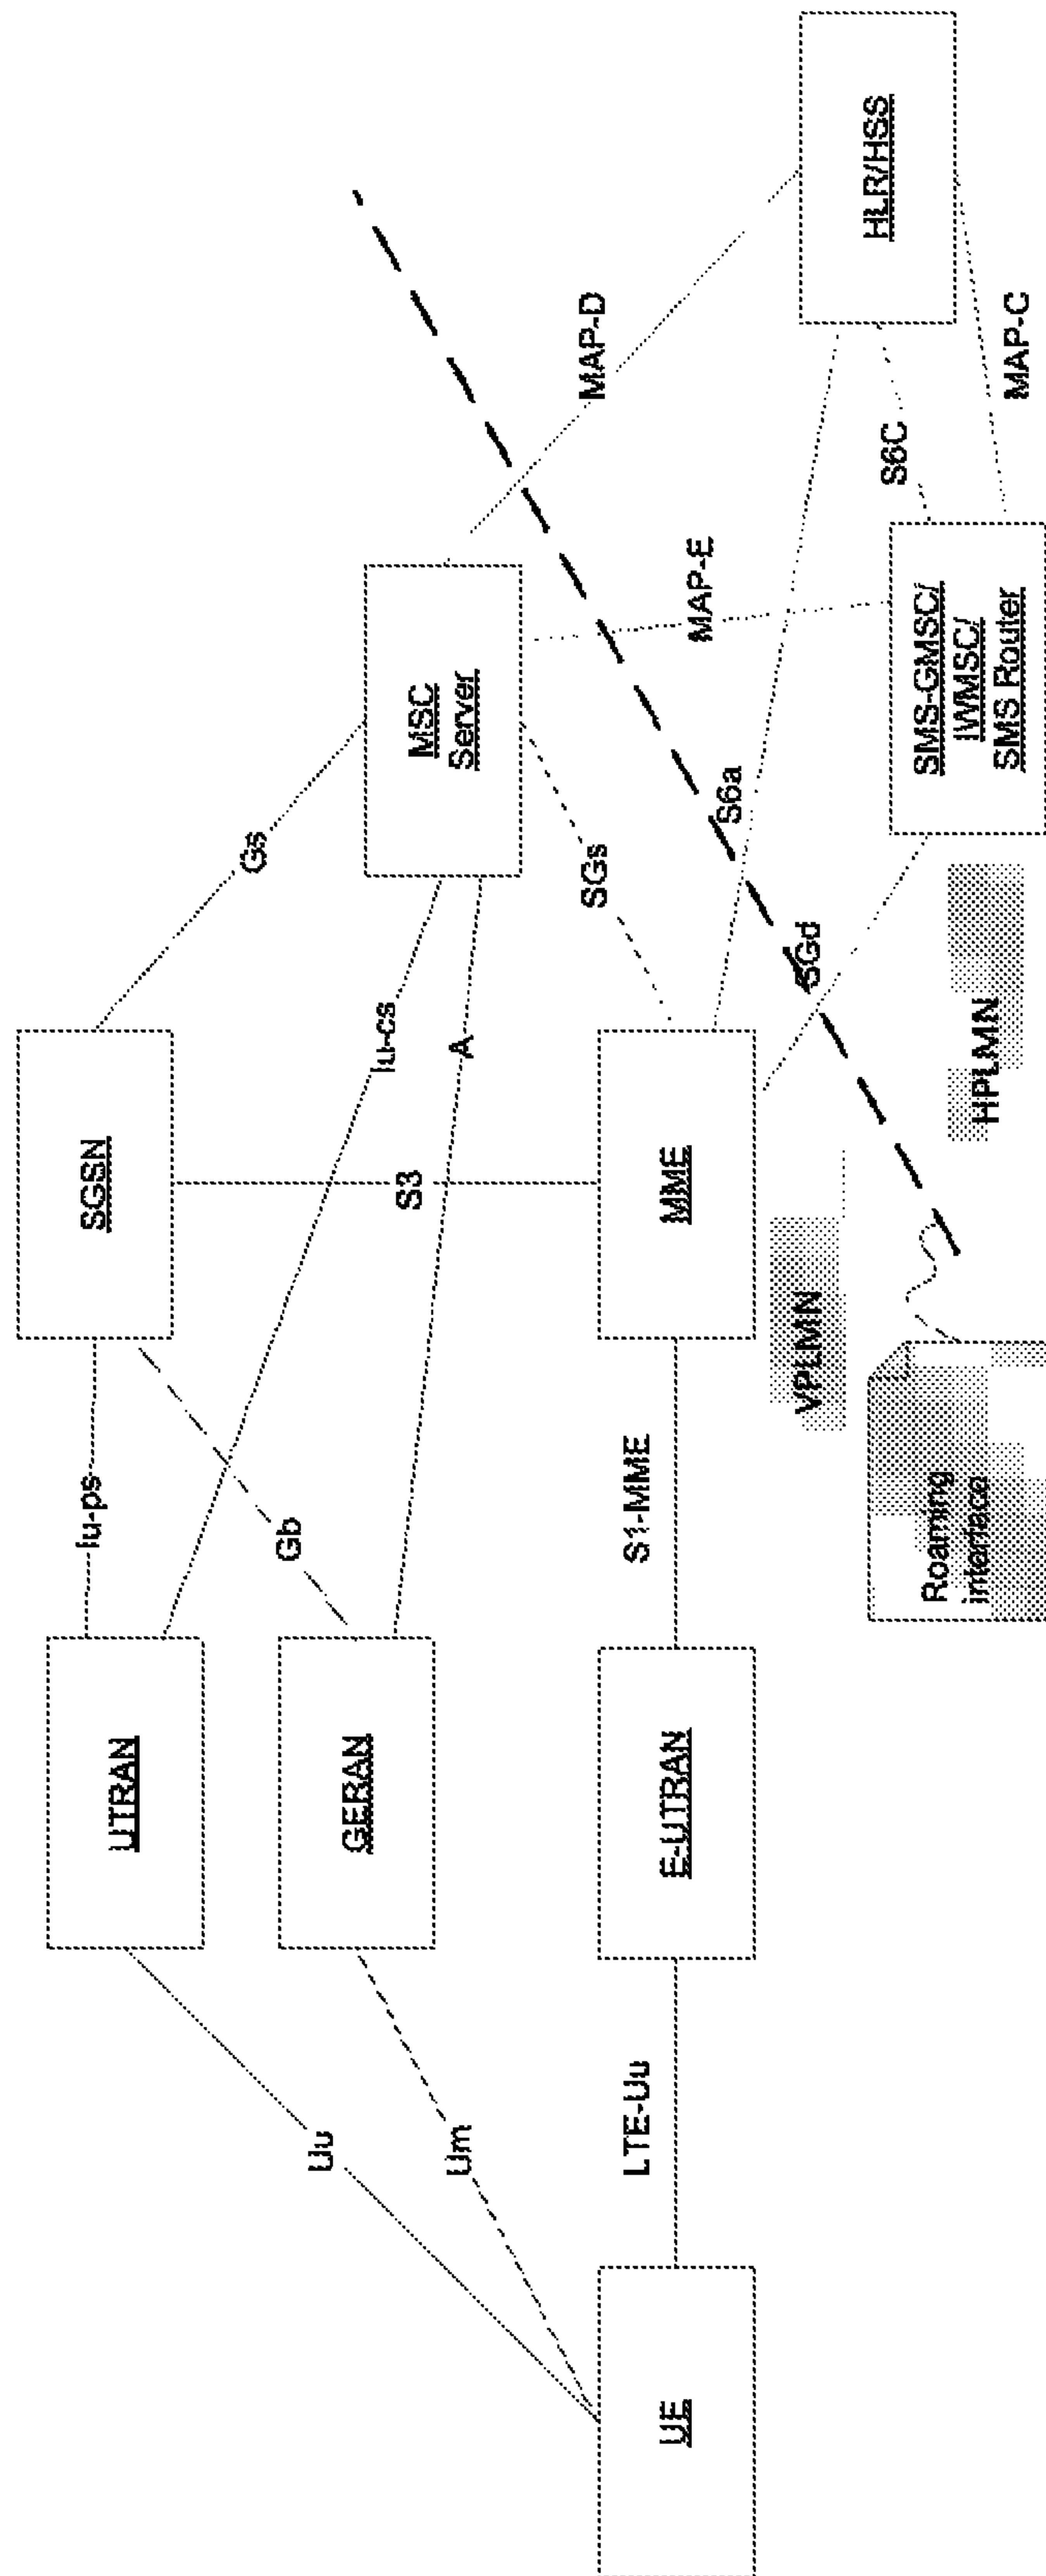 UE
Uu
Um
LTE-Uu
UTRAN
GERAN
E-UTRAN
Iu-ps
Gb
S1-MME
Roaming
interface
VPLMN
HPLMN
SGSN
S3
MME
Iu-cs
A
Gs
SGs
SGd
S6a
MSC
Server
MAP-E
SMS-GMSC/
IWMSC/
SMS Router
MAP-D
S6C
MAP-C
HLR/HSS